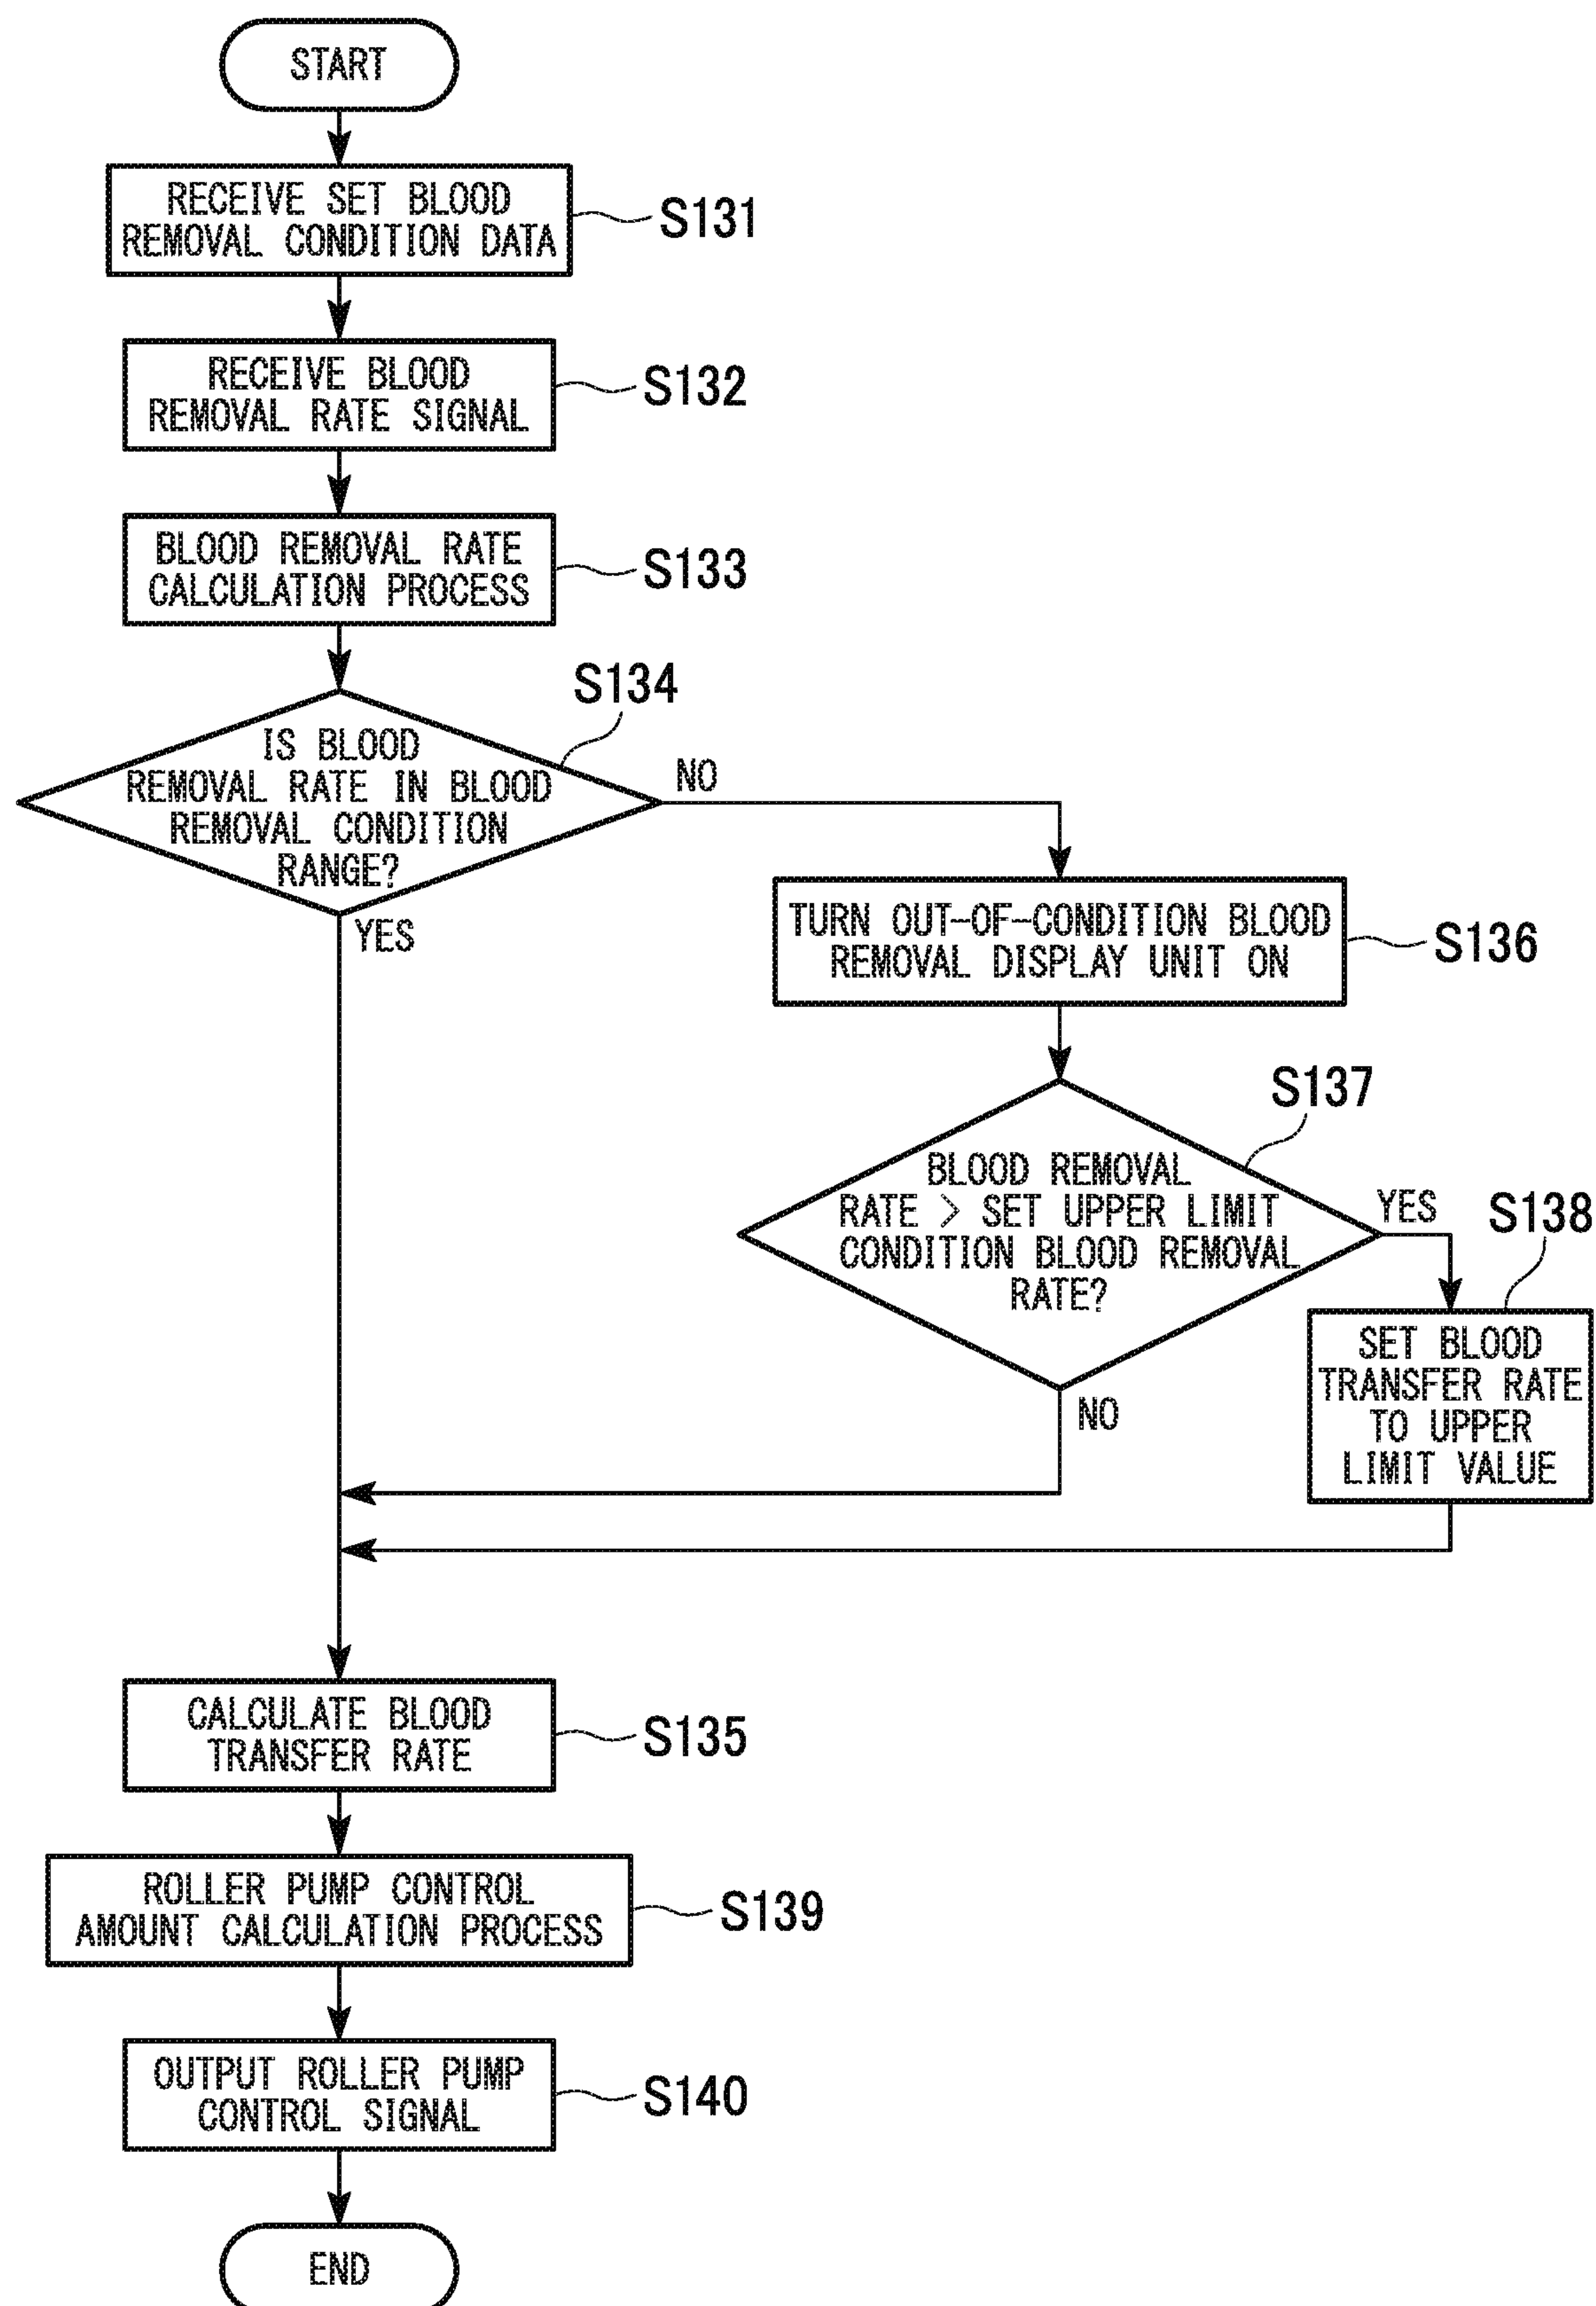 START
RECEIVE SET BLOOD
REMOVAL CONDITION DATA
S131
RECEIVE BLOOD
REMOVAL RATE SIGNAL
S132
BLOOD REMOVAL RATE
CALCULATION PROCESS
S133
S134
IS BLOOD
REMOVAL RATE IN BLOOD
REMOVAL CONDITION
RANGE?
NO
YES
TURN OUT-OF-CONDITION BLOOD
REMOVAL DISPLAY UNIT ON
S136
S137
BLOOD REMOVAL
RATE > SET UPPER LIMIT
CONDITION BLOOD REMOVAL
RATE?
YES
NO
S138
SET BLOOD
TRANSFER RATE
TO UPPER
LIMIT VALUE
CALCULATE BLOOD
TRANSFER RATE
S135
ROLLER PUMP CONTROL
AMOUNT CALCULATION PROCESS
S139
OUTPUT ROLLER PUMP
CONTROL SIGNAL
S140
END